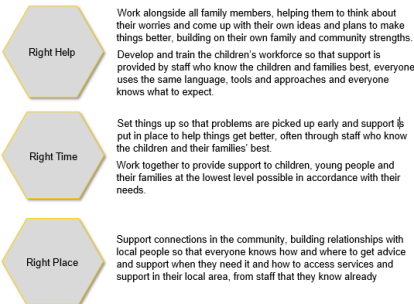 Right Help
Work alongside all family members, helping them to think about
their worries and come up with their own ideas and plans to make
things better, building on their own family and community strengths.
Develop and train the children's workforce so that support is
provided by staff who know the children and families best, everyone
uses the same language, tools and approaches and everyone
knows what to expect.
Right Time
Set things up so that problems are picked up early and support is
put in place to help things get better, often through staff who know
the children and their families' best.
Work together to provide support to children, young people and
their families at the lowest level possible in accordance with their
needs.
Right Place
Support connections in the community, building relationships with
local people so that everyone knows how and where to get advice
and support when they need it and how to access services and
support in their local area, from staff that they know already